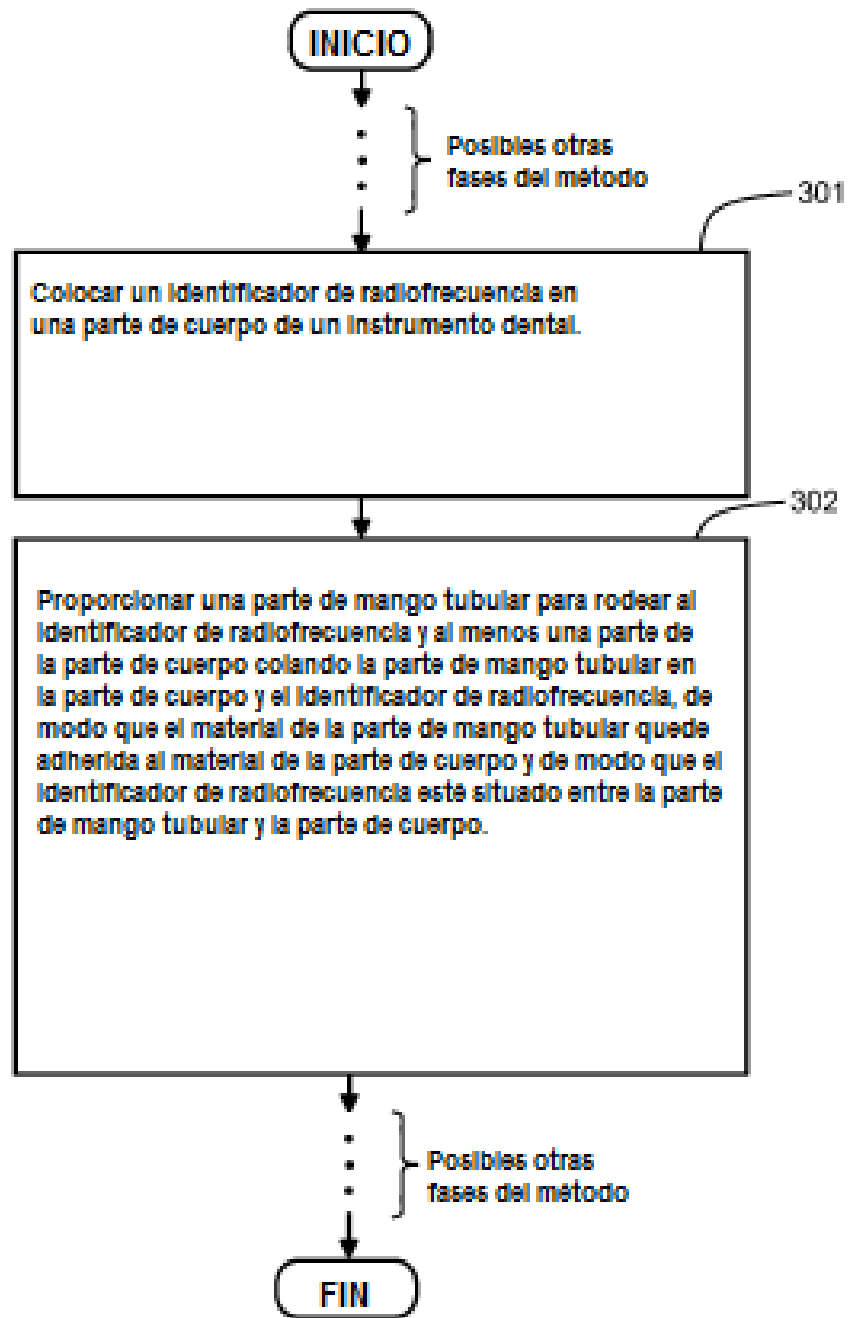 INICIO
Posibles otras
fases del método
301
Colocar un identificador de radiofrecuencia en
una parte de cuerpo de un instrumento dental.
302
Proporcionar una parte de mango tubular para rodear al
identificador de radiofrecuencia y al menos una parte de
la parte de cuerpo colando la parte de mango tubular en
la parte de cuerpo y el identificador de radiofrecuencia, de
modo que el material de la parte de mango tubular quede
adherida al material de la parte de cuerpo y de modo que el
identificador de radiofrecuencia esté situado entre la parte
de mango tubular y la parte de cuerpo.
Posibles otras
fases del método
FIN